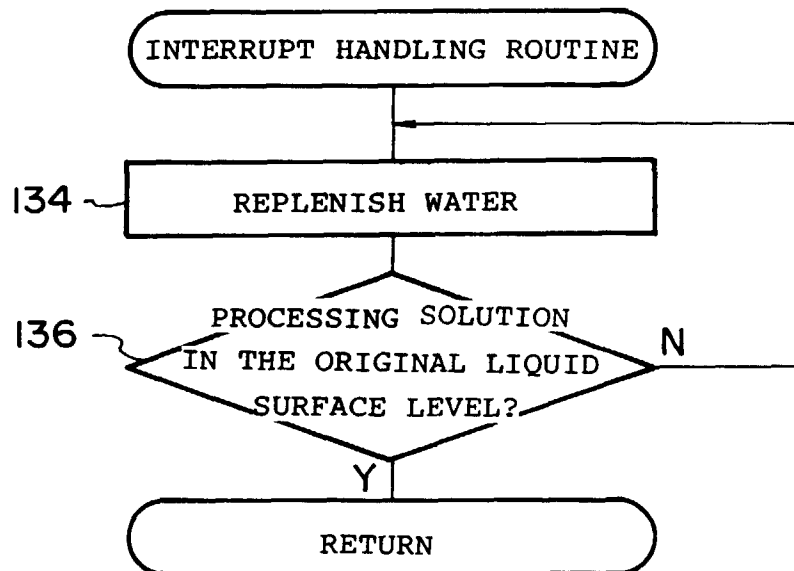 INTERRUPT HANDLING ROUTINE
134
REPLENISH WATER
136
PROCESSING SOLUTION
IN THE ORIGINAL LIQUID
SURFACE LEVEL?
N
Y
RETURN